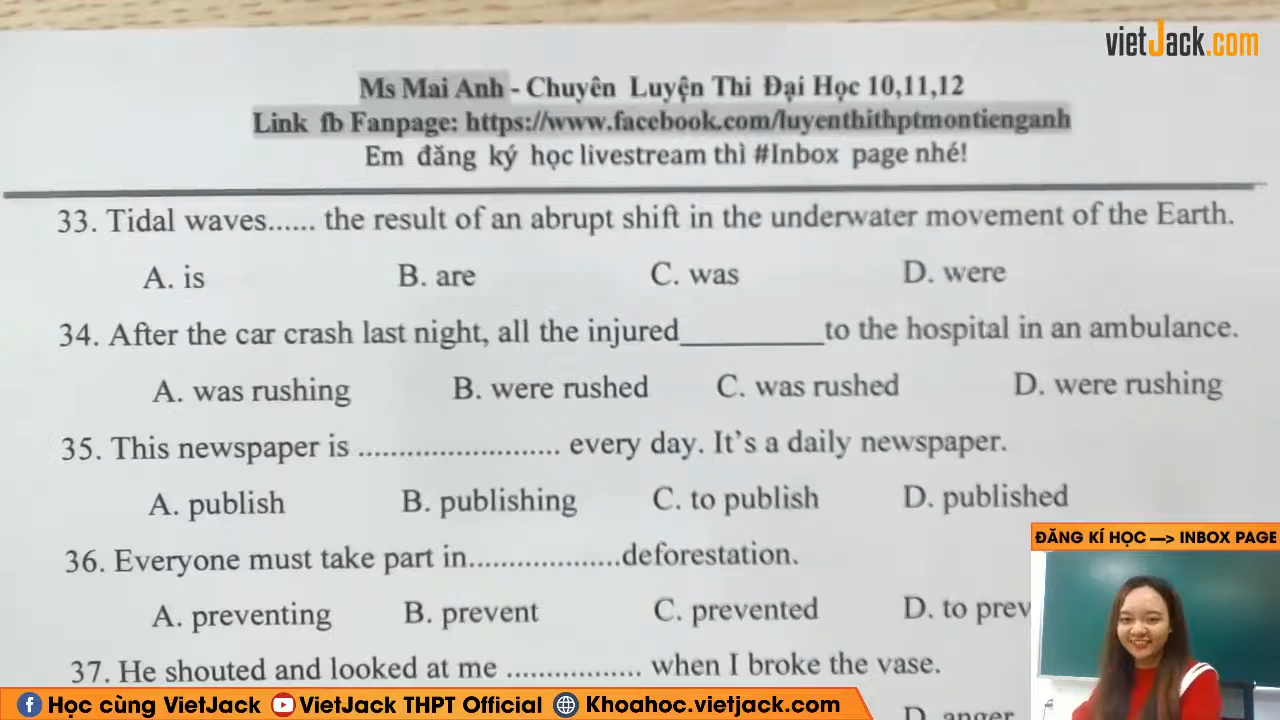 vietJack.com
Ms Mai Anh - Chuyên Luyện Thi Đại Học 10,11,12
Link fb Fanpage: https://www.facebook.com/luyenthithptmontienganh
Em đăng ký học livestream thì #Inbox page nhé!
33. Tidal waves...... the result of an abrupt shift in the underwater movement of the Earth.
A. is B. are C. was D. were
34. After the car crash last night, all the injured__________to the hospital in an ambulance.
A. was rushing B. were rushed C. was rushed D. were rushing
35. This newspaper is ........................ every day. It's a daily newspaper.
A. publish B. publishing C. to publish D. published
36. Everyone must take part in..................deforestation.
A. preventing B. prevent C. prevented D. to prev
37. He shouted and looked at me ................ when I broke the vase.
D. anger
ĐĂNG KÍ HỌC —> INBOX PAGE
Học cùng VietJack VietJack THPT Official Khoahoc.vietjack.com